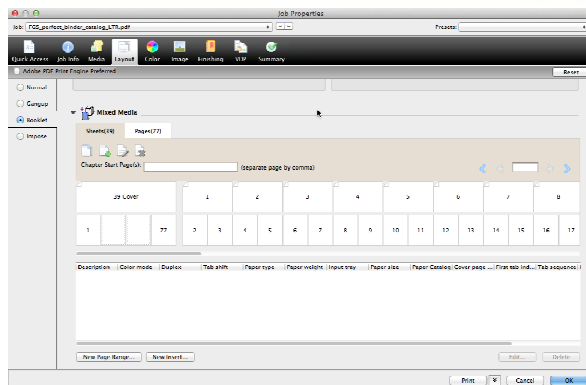 Job Properties
Job: FGS_perfect_binder_catalog_LTR.pdf
Presets:
Quick Access Job Info Media Layout Color Image Finishing VDP Summary
Adobe PDF Print Engine Preferred Reset
Normal
Gangup
Booklet
Impose
Mixed Media
Sheets(39) Pages(77)
Chapter Start Page(s): (separate page by comma)
39 Cover 1 2 3 4 5 6 7 8
1 77 2 3 4 5 6 7 8 9 10 11 12 13 14 15 16 17
Description Color mode Duplex Tab shift Paper type Paper weight Input tray Paper size Paper Catalog Cover page ... First tab ind... Tab sequence
New Page Range... New Insert... Edit... Delete
Print Cancel OK